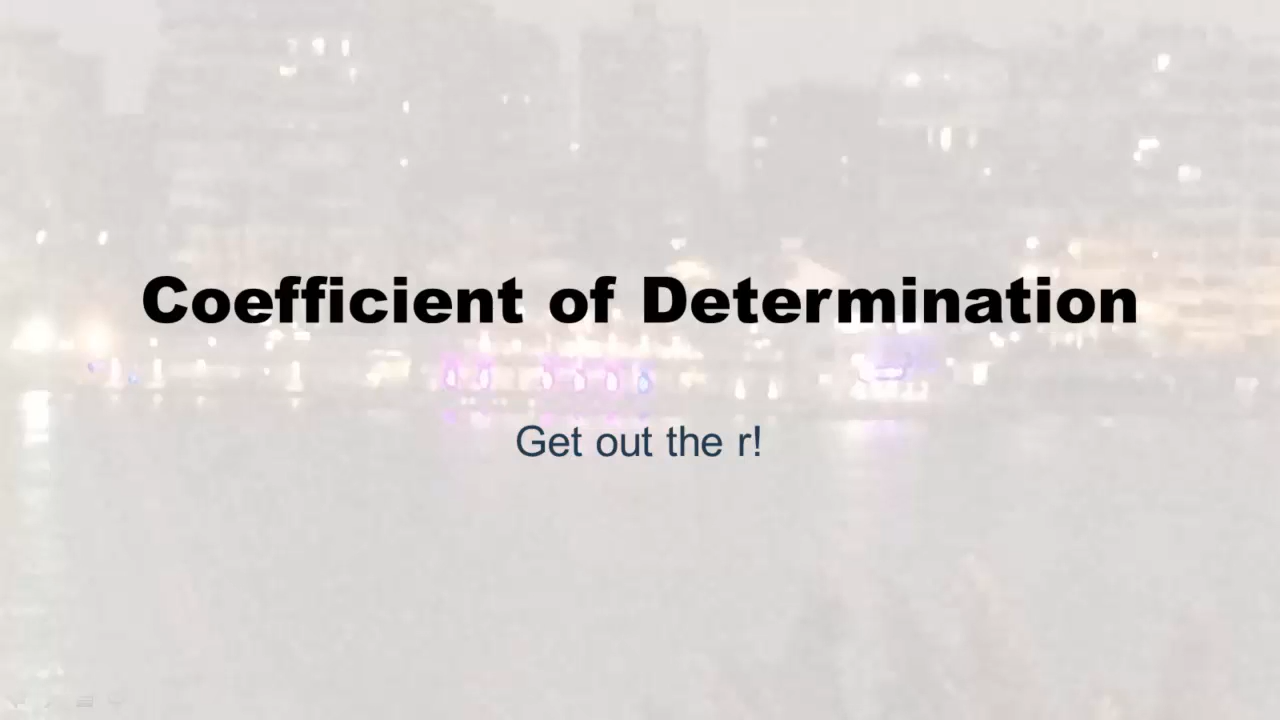 Coefficient of Determination
Get out the r!